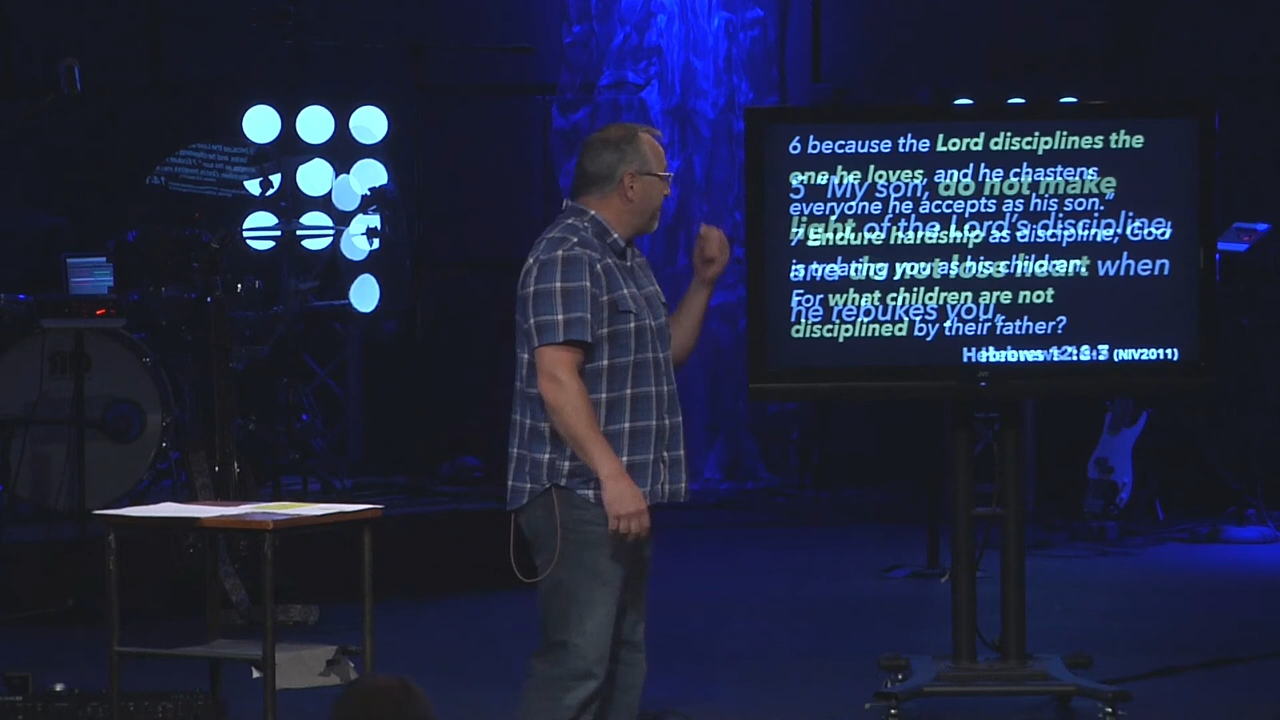 6 because the Lord disciplines the
one he loves, and he chastens
everyone he accepts as his son."
7 Endure hardship as discipline; God
is treating you as his children.
For what children are not
disciplined by their father?
5 "My son, do not make
light of the Lord's discipline,
and do not lose heart when
he rebukes you,
Hebrews 12: (NIV2011)
JVC